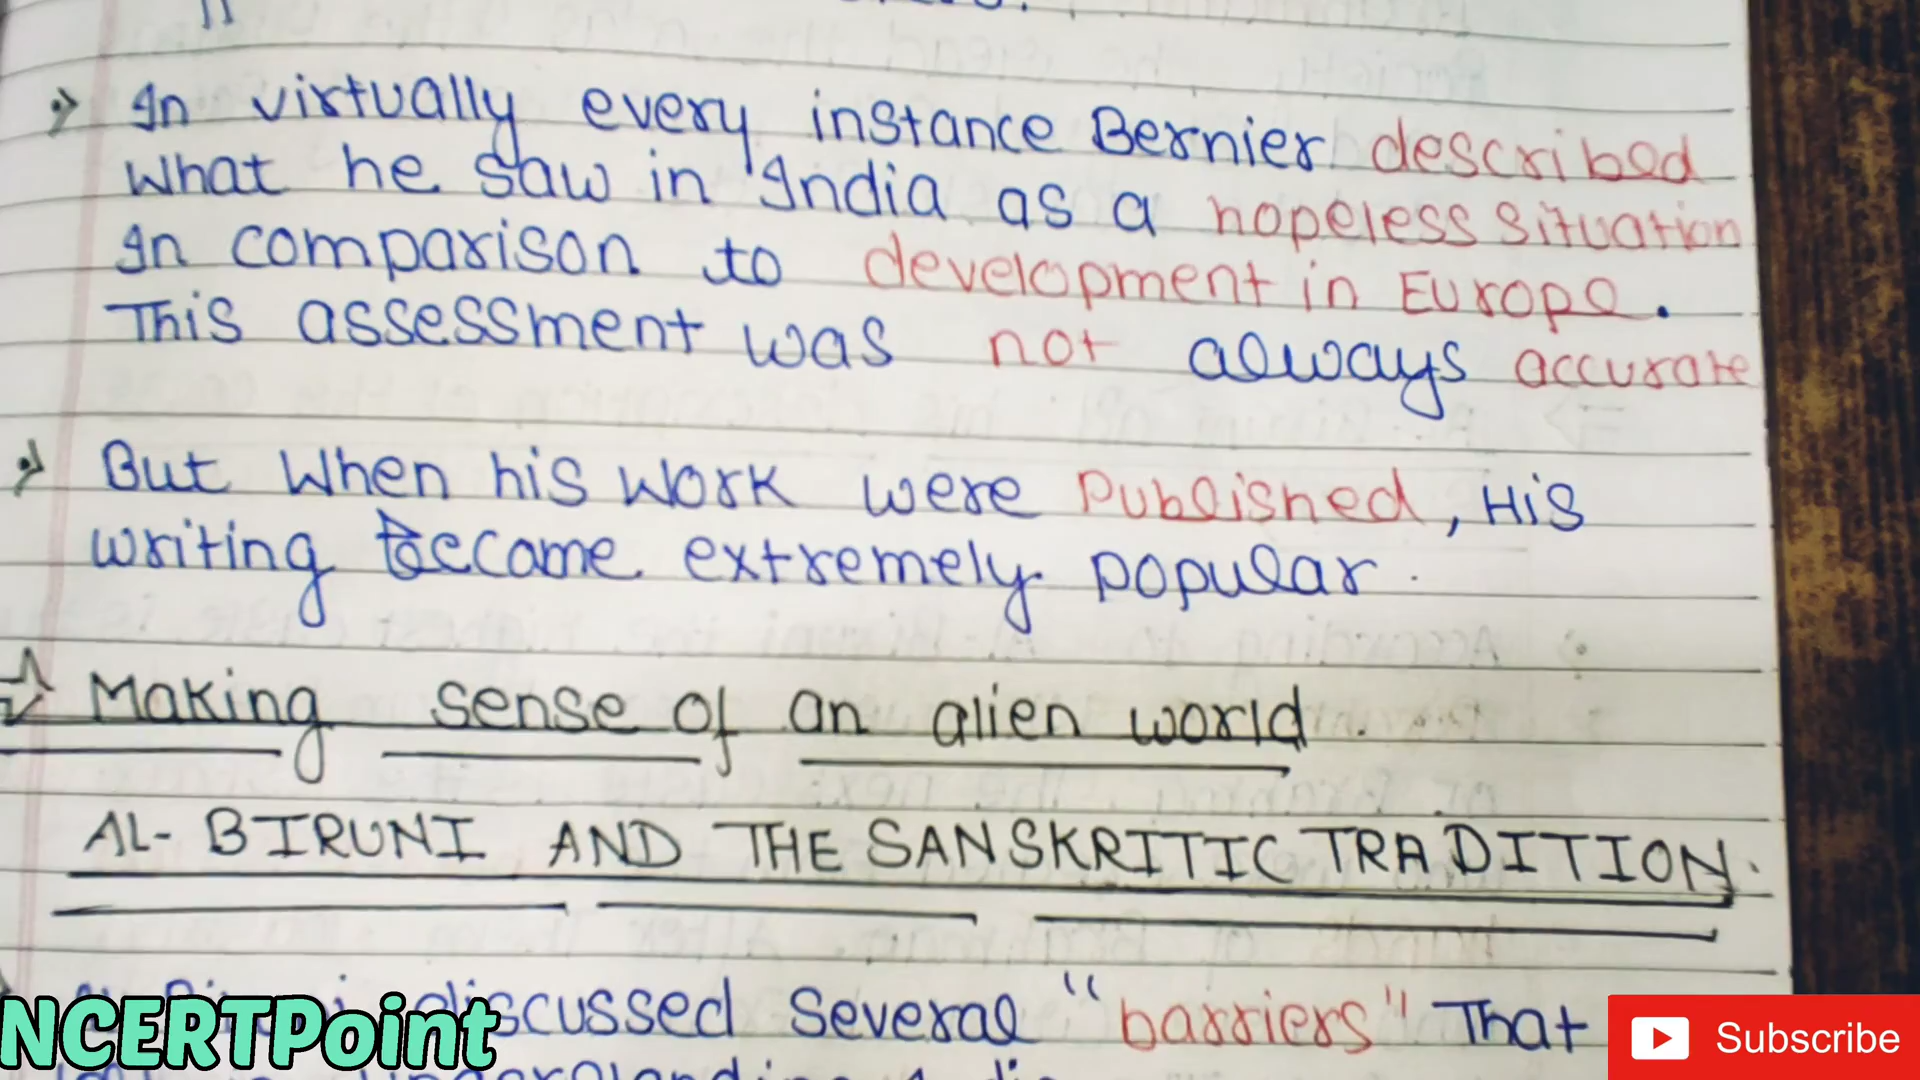 In virtually every instance Bernier described
What he saw in India as a hopeless situation
In comparison to development in Europe.
This assessment was not always accurate
But when his work were Published, His
writing became extremely popular.
Making sense of an alien world.
AL-BIRUNI AND THE SANSKRITIC TRADITION.
discussed several "barriers" That
NCERTPoint
Subscribe